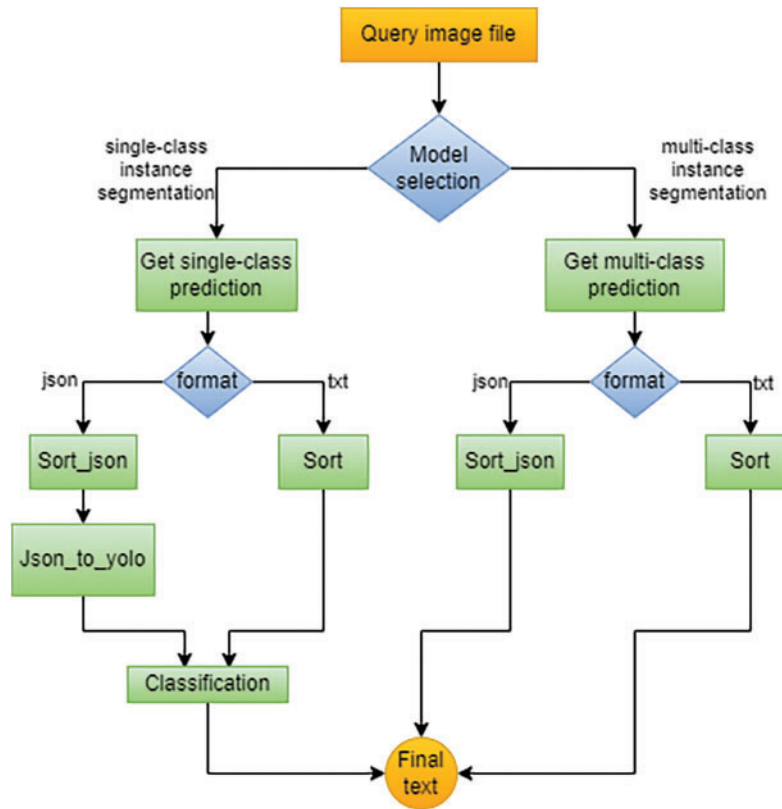 Query image file
single-class
instance
segmentation
Model
selection
multi-class
instance
segmentation
Get single-class
prediction
Get multi-class
prediction
json
format
txt
json
format
txt
Sort_json
Sort
Sort_json
Sort
Json_to_yolo
Classification
Final
text